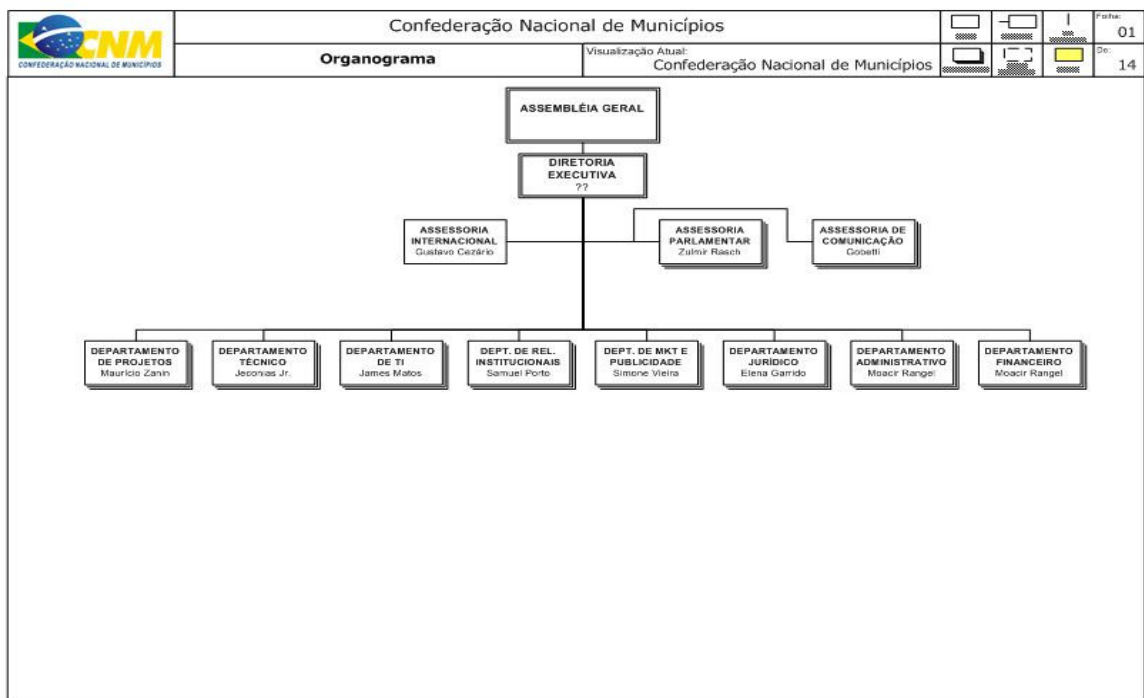 CNM
CONFEDERAÇÃO NACIONAL DE MUNICÍPIOS
Confederação Nacional de Municípios
Organograma
Visualização Atual:
Confederação Nacional de Municípios
Folha:
01
De:
14
ASSEMBLÉIA GERAL
DIRETORIA
EXECUTIVA
??
ASSESSORIA
INTERNACIONAL
Gustavo Cezário
ASSESSORIA
PARLAMENTAR
Zulmir Rasch
ASSESSORIA DE
COMUNICAÇÃO
Gobetti
DEPARTAMENTO
DE PROJETOS
Maurício Zanin
DEPARTAMENTO
TÉCNICO
Jeconias Jr.
DEPARTAMENTO
DE TI
James Matos
DEPT. DE REL.
INSTITUCIONAIS
Samuel Porto
DEPT. DE MKT E
PUBLICIDADE
Simone Vieira
DEPARTAMENTO
JURÍDICO
Elena Garrido
DEPARTAMENTO
ADMINISTRATIVO
Moacir Rangel
DEPARTAMENTO
FINANCEIRO
Moacir Rangel